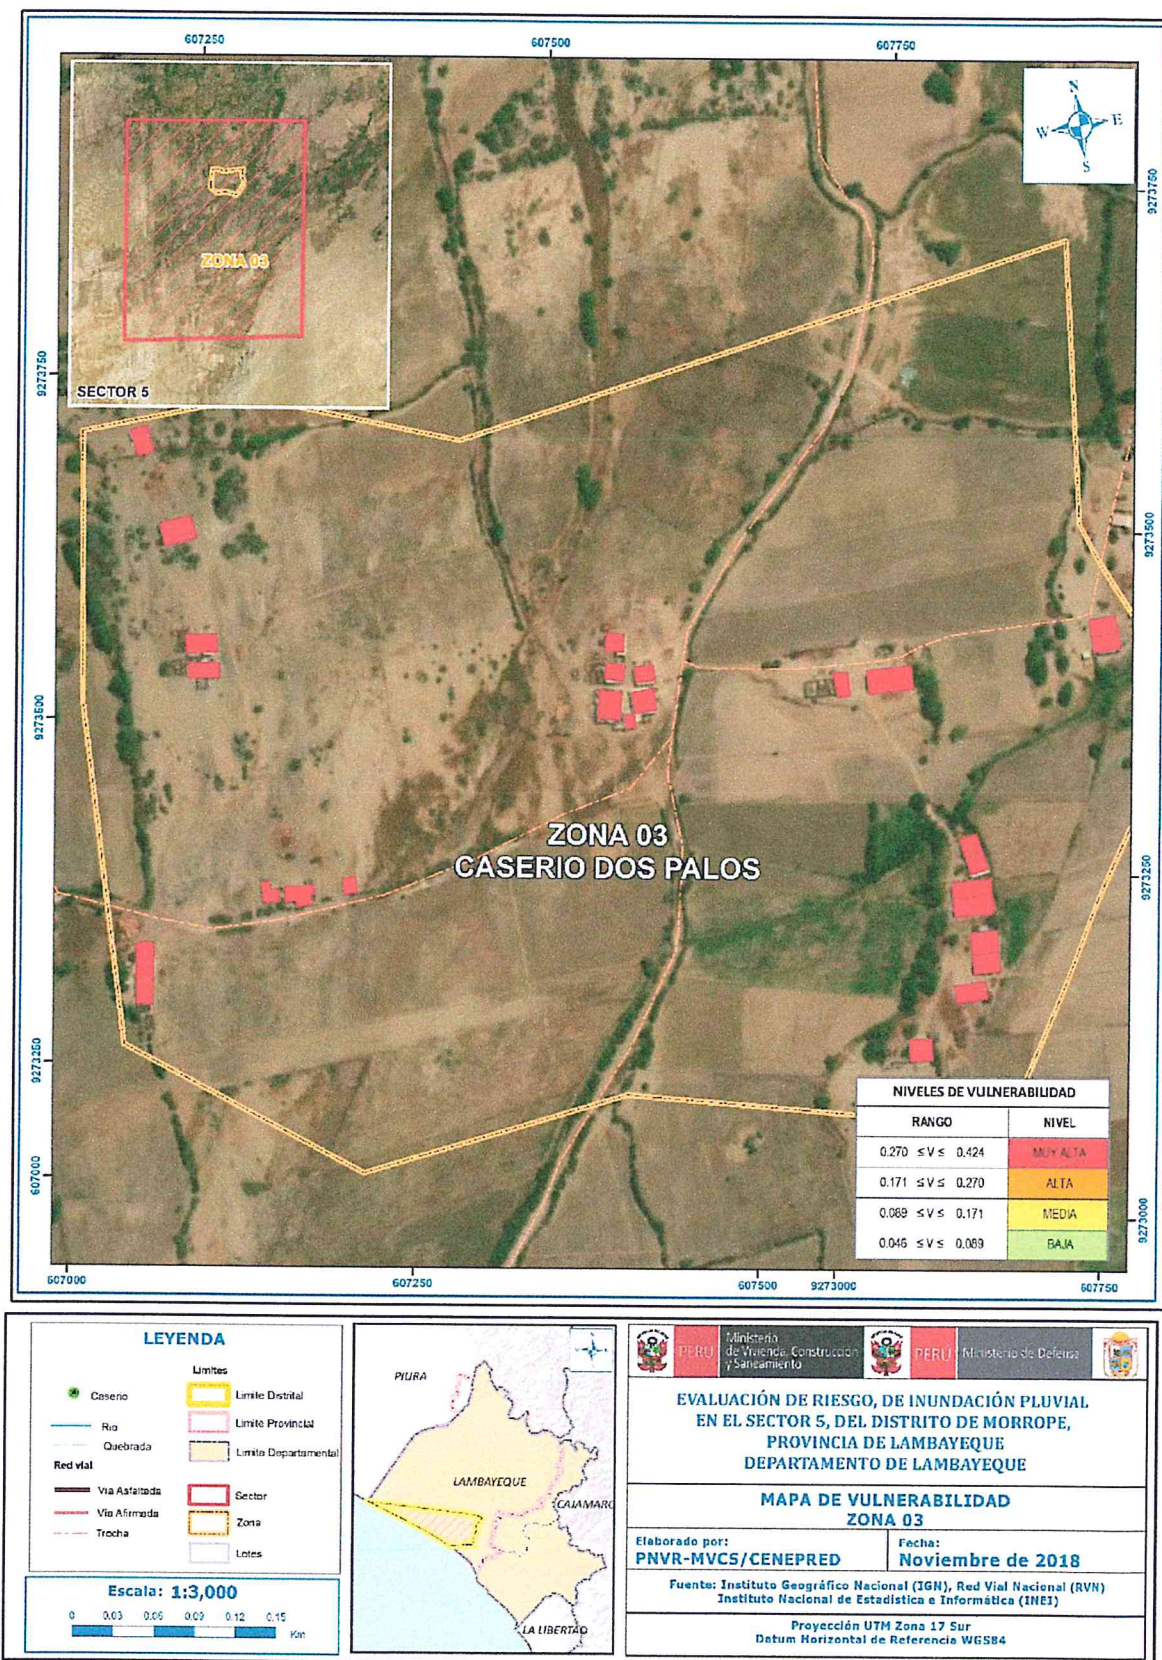 607250
607500
607750
N
W
E
S
ZONA 03
SECTOR 5
9273750
9273750
9273500
9273500
ZONA 03
CASERIO DOS PALOS
9273250
9273250
607000
9273000
NIVELES DE VULNERABILIDAD
RANGO NIVEL
0.270 ≤ V ≤ 0.424 MUY ALTA
0.171 ≤ V ≤ 0.270 ALTA
0.089 ≤ V ≤ 0.171 MEDIA
0.046 ≤ V ≤ 0.089 BAJA
607000
607250
607500
9273000
607750
LEYENDA
Caserio
Rio
Quebrada
Red vial
Via Asfaltada
Via Afirmada
Trocha
Limites
Limite Distrital
Limite Provincial
Limite Departamental
Sector
Zona
Lotes
Escala: 1:3,000
0 0.03 0.06 0.09 0.12 0.15
Km
PIURA
LAMBAYEQUE
CAJAMARC
LA LIBERTAD
PERÚ
Ministerio
de Vivienda, Construcción
y Saneamiento
PERÚ
Ministerio de Defensa
EVALUACIÓN DE RIESGO, DE INUNDACIÓN PLUVIAL
EN EL SECTOR 5, DEL DISTRITO DE MORROPE,
PROVINCIA DE LAMBAYEQUE
DEPARTAMENTO DE LAMBAYEQUE
MAPA DE VULNERABILIDAD
ZONA 03
Elaborado por:
PNVR-MVCS/CENEPRED
Fecha:
Noviembre de 2018
Fuente: Instituto Geográfico Nacional (IGN), Red Vial Nacional (RVN)
Instituto Nacional de Estadística e Informática (INEI)
Proyección UTM Zona 17 Sur
Datum Horizontal de Referencia WGS84